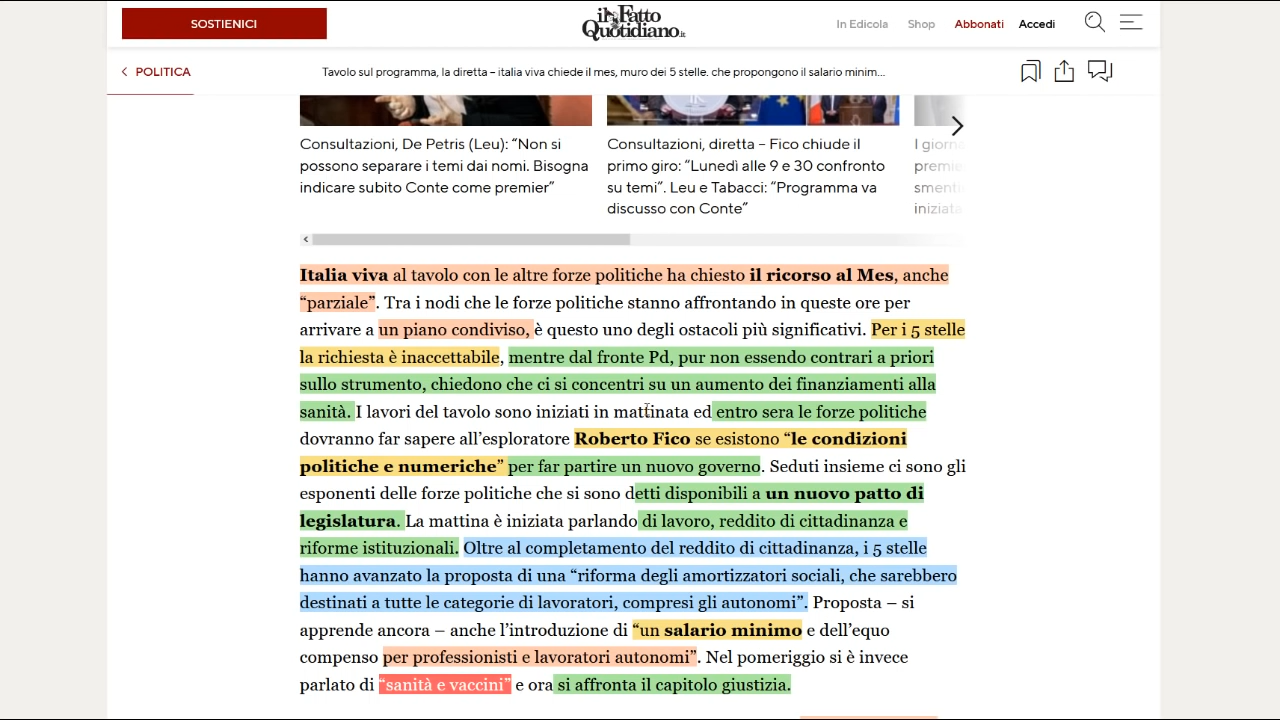 SOSTIENICI
il Fatto
Quotidiano.it
In Edicola
Shop
Abbonati
Accedi
POLITICA
Tavolo sul programma, la diretta – italia viva chiede il mes, muro dei 5 stelle. che propongono il salario minim...
Consultazioni, De Petris (Leu): “Non si
possono separare i temi dai nomi. Bisogna
indicare subito Conte come premier”
Consultazioni, diretta – Fico chiude il
primo giro: “Lunedì alle 9 e 30 confronto
su temi”. Leu e Tabacci: “Programma va
discusso con Conte”
I giorna
premie
smenti
iniziata
Italia viva al tavolo con le altre forze politiche ha chiesto il ricorso al Mes, anche
“parziale”. Tra i nodi che le forze politiche stanno affrontando in queste ore per
arrivare a un piano condiviso, è questo uno degli ostacoli più significativi. Per i 5 stelle
la richiesta è inaccettabile, mentre dal fronte Pd, pur non essendo contrari a priori
sullo strumento, chiedono che ci si concentri su un aumento dei finanziamenti alla
sanità. I lavori del tavolo sono iniziati in mattinata ed entro sera le forze politiche
dovranno far sapere all’esploratore Roberto Fico se esistono “le condizioni
politiche e numeriche” per far partire un nuovo governo. Seduti insieme ci sono gli
esponenti delle forze politiche che si sono detti disponibili a un nuovo patto di
legislatura. La mattina è iniziata parlando di lavoro, reddito di cittadinanza e
riforme istituzionali. Oltre al completamento del reddito di cittadinanza, i 5 stelle
hanno avanzato la proposta di una “riforma degli amortizzatori sociali, che sarebbero
destinati a tutte le categorie di lavoratori, compresi gli autonomi”. Proposta – si
apprende ancora – anche l’introduzione di “un salario minimo e dell’equo
compenso per professionisti e lavoratori autonomi”. Nel pomeriggio si è invece
parlato di “sanità e vaccini” e ora si affronta il capitolo giustizia.